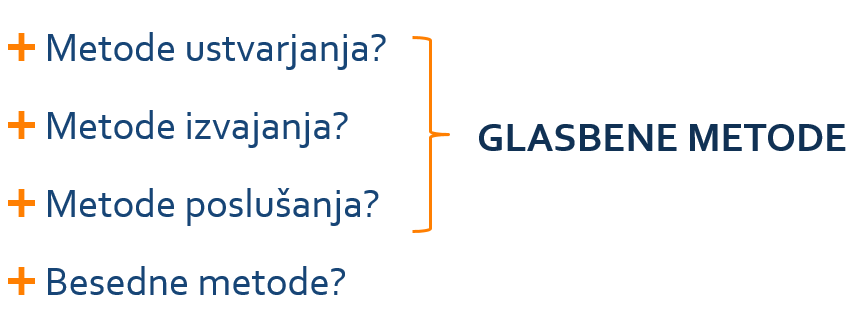 + Metode ustvarjanja?
+ Metode izvajanja?
GLASBENE METODE
+ Metode poslušanja?
+ Besedne metode?